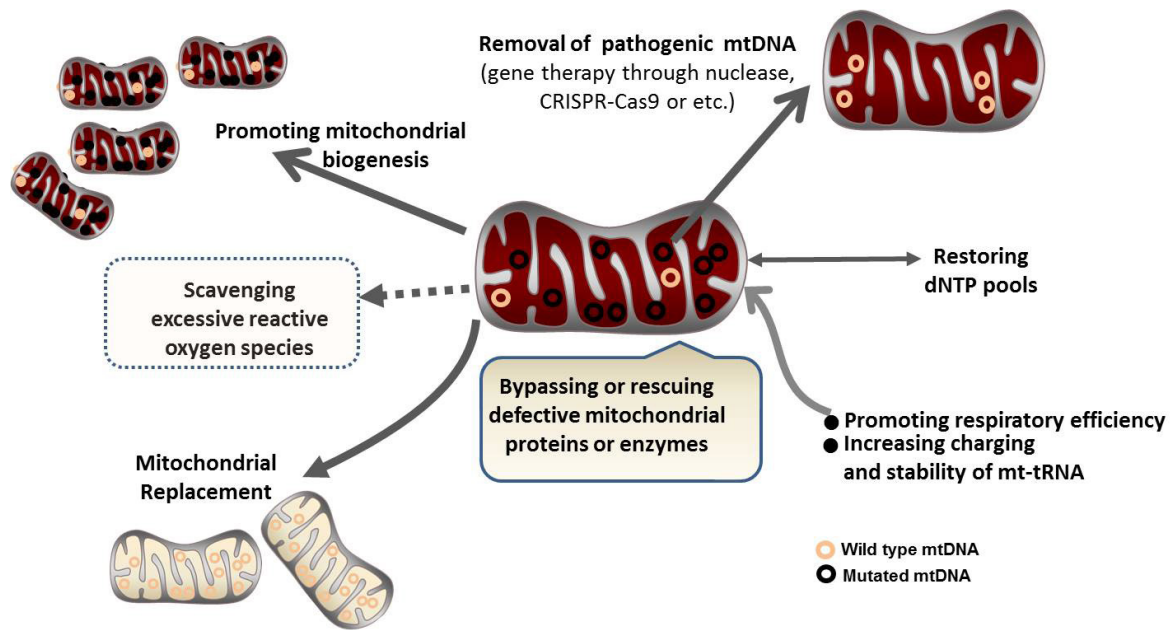 Removal of pathogenic mtDNA
(gene therapy through nuclease,
CRISPR-Cas9 or etc.)
Promoting mitochondrial
biogenesis
Scavenging
excessive reactive
oxygen species
Restoring
dNTP pools
Bypassing or rescuing
defective mitochondrial
proteins or enzymes
● Promoting respiratory efficiency
● Increasing charging
and stability of mt-tRNA
Mitochondrial
Replacement
Wild type mtDNA
Mutated mtDNA